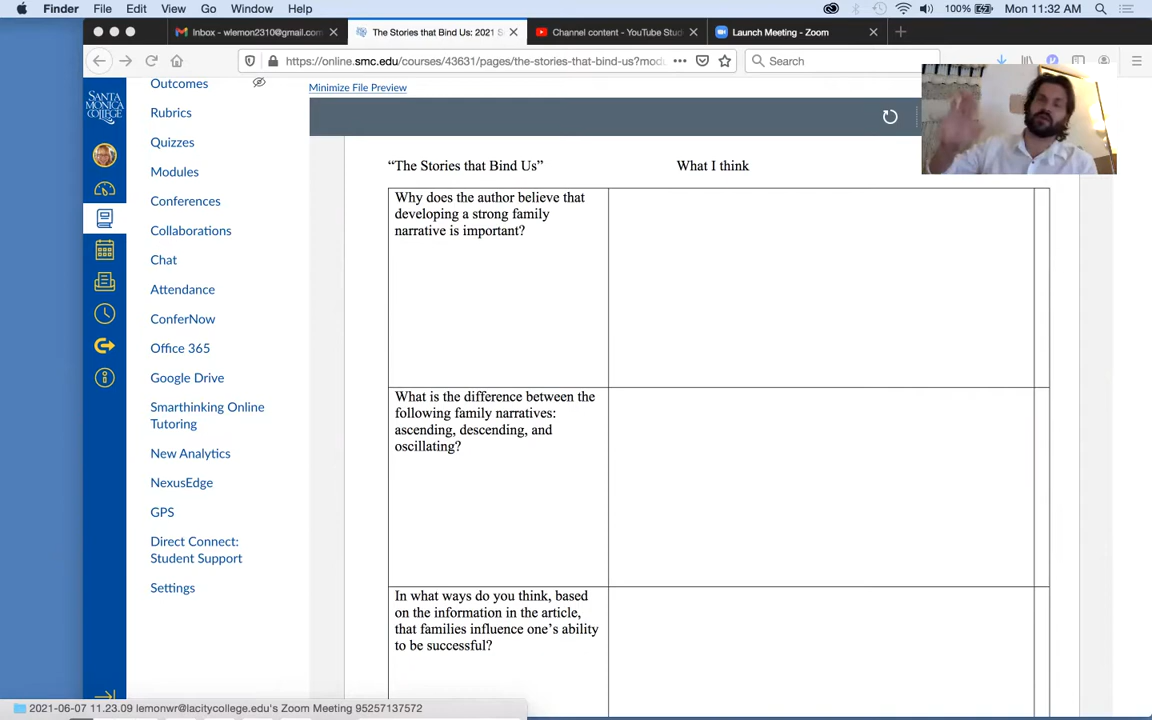 Finder File Edit View Go Window Help 100% Mon 11:32 AM
Inbox - wlemon2310@gmail.com
The Stories that Bind Us: 2021 S
Channel content - YouTube Stud
Launch Meeting - Zoom
https://online.smc.edu/courses/43631/pages/the-stories-that-bind-us?modu
Search
SANTA
MONICA
COLLEGE
Outcomes
Rubrics
Quizzes
Modules
Conferences
Collaborations
Chat
Attendance
ConferNow
Office 365
Google Drive
Smarthinking Online
Tutoring
New Analytics
NexusEdge
GPS
Direct Connect:
Student Support
Settings
Minimize File Preview
“The Stories that Bind Us” What I think
Why does the author believe that
developing a strong family
narrative is important?
What is the difference between the
following family narratives:
ascending, descending, and
oscillating?
In what ways do you think, based
on the information in the article,
that families influence one’s ability
to be successful?
2021-06-07 11.23.09 lemonwr@lacitycollege.edu's Zoom Meeting 95257137572